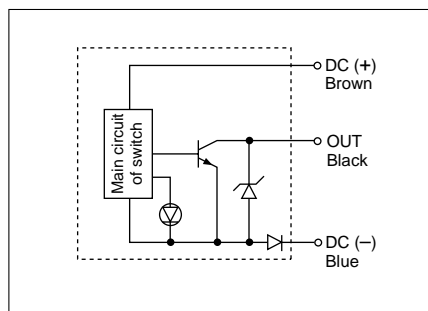 DC (+)
Brown
Main circuit
of switch
OUT
Black
DC (–)
Blue